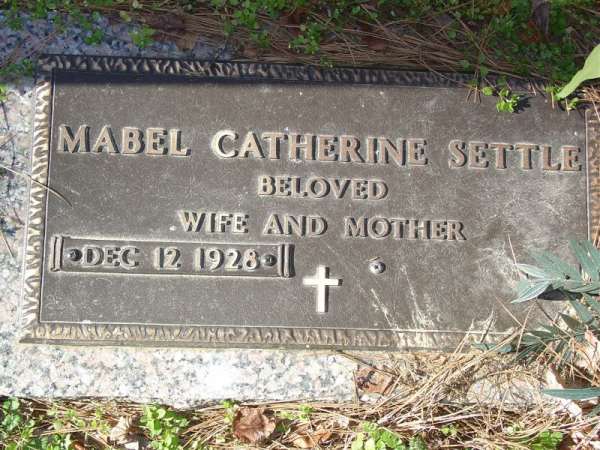 MABEL CATHERINE SETTLE
BELOVED
WIFE AND MOTHER
DEC 12 1928